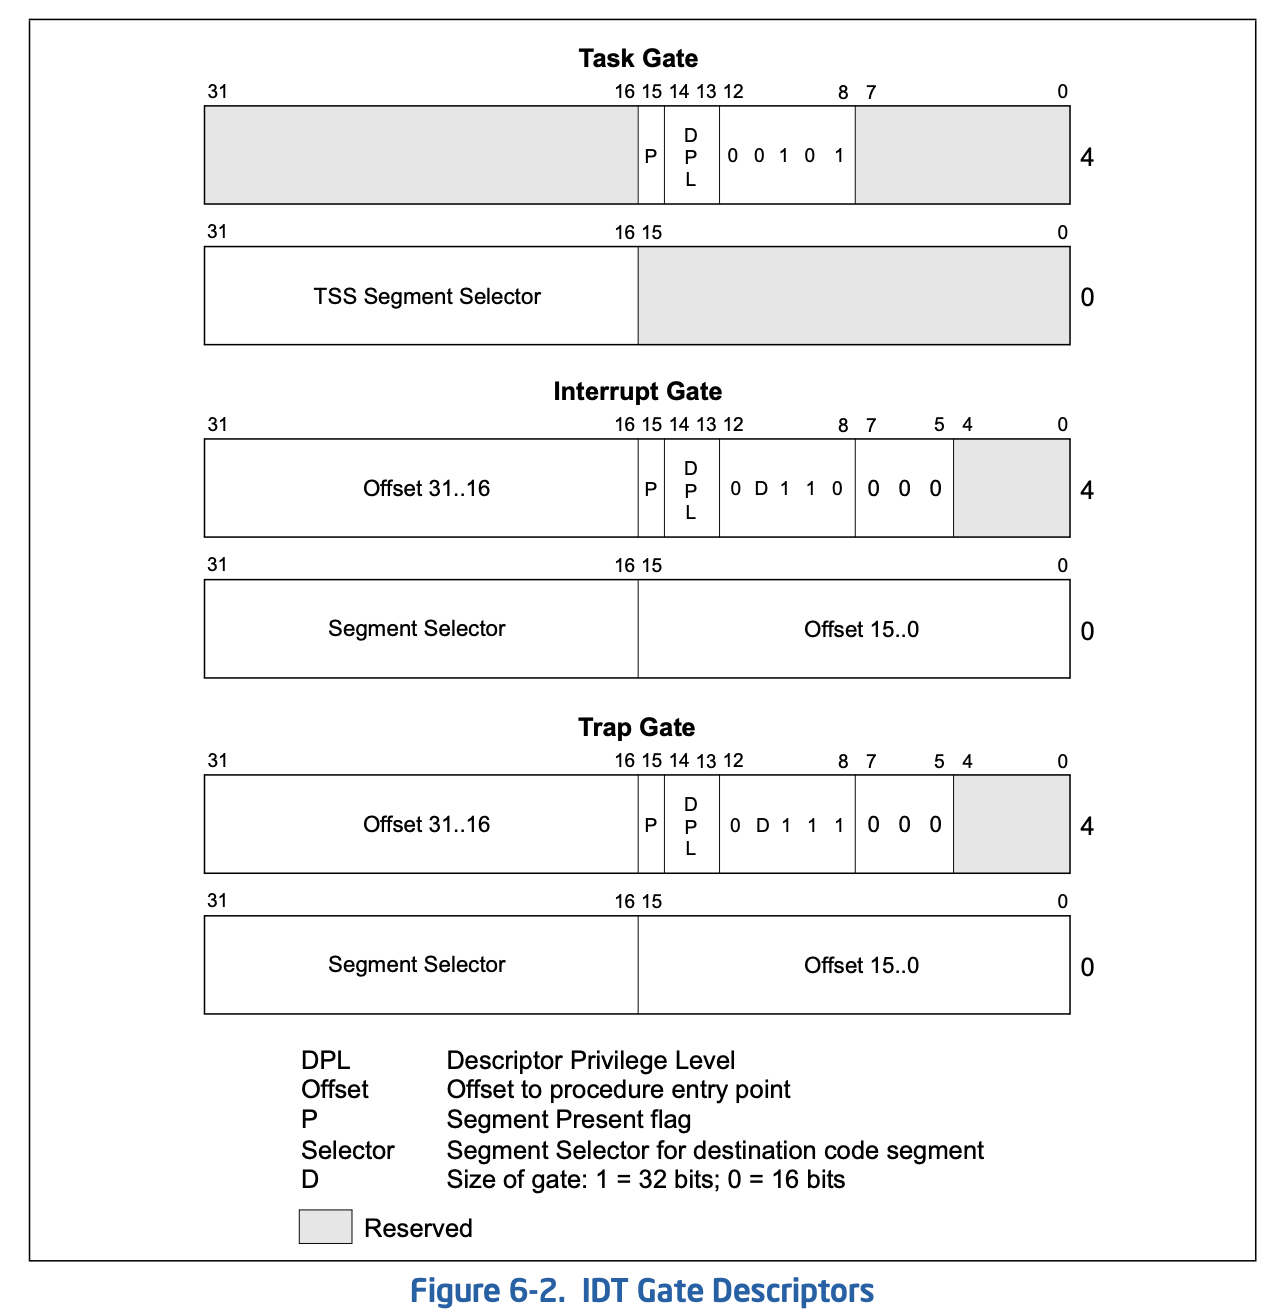 Task Gate
31 16 15 14 13 12 8 7 0
P D P L 0 0 1 0 1 4
31 16 15 0
TSS Segment Selector 0
Interrupt Gate
31 16 15 14 13 12 8 7 5 4 0
Offset 31..16 P D P L 0 D 1 1 0 0 0 0 4
31 16 15 0
Segment Selector Offset 15..0 0
Trap Gate
31 16 15 14 13 12 8 7 5 4 0
Offset 31..16 P D P L 0 D 1 1 1 0 0 0 4
31 16 15 0
Segment Selector Offset 15..0 0
DPL Descriptor Privilege Level
Offset Offset to procedure entry point
P Segment Present flag
Selector Segment Selector for destination code segment
D Size of gate: 1 = 32 bits; 0 = 16 bits
Reserved
Figure 6-2. IDT Gate Descriptors